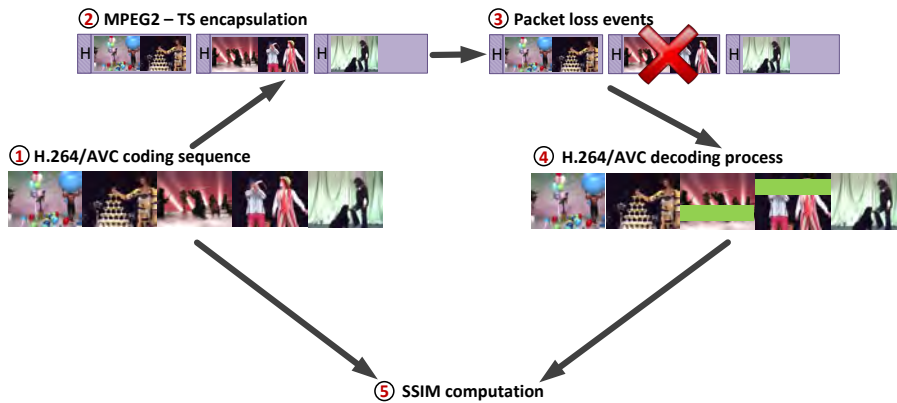 ② MPEG2 – TS encapsulation
H H H
③ Packet loss events
H H H
① H.264/AVC coding sequence
④ H.264/AVC decoding process
⑤ SSIM computation